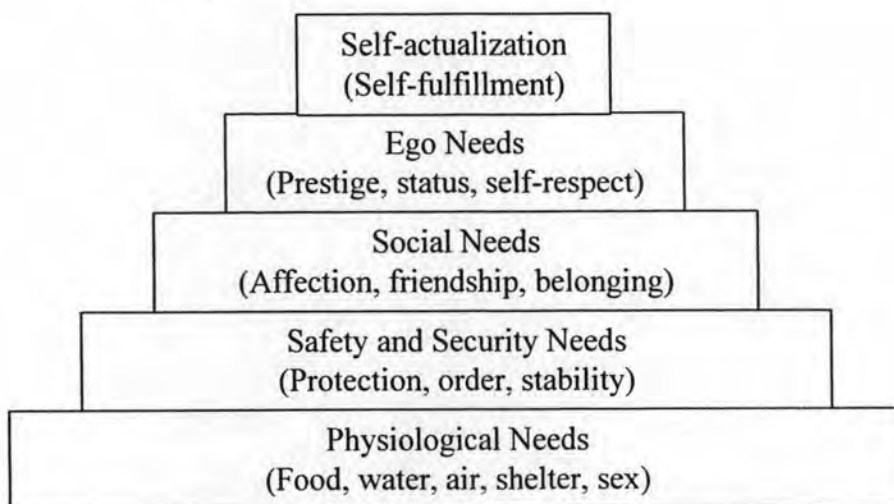 Self-actualization
(Self-fulfillment)
Ego Needs
(Prestige, status, self-respect)
Social Needs
(Affection, friendship, belonging)
Safety and Security Needs
(Protection, order, stability)
Physiological Needs
(Food, water, air, shelter, sex)